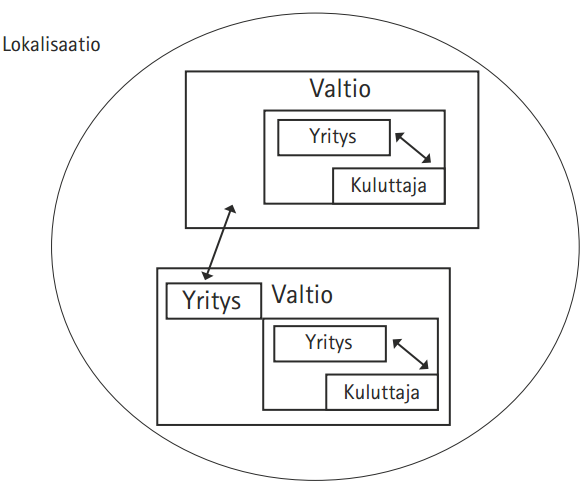 Lokalisaatio
Valtio
Yritys
Kuluttaja
Yritys
Valtio
Yritys
Kuluttaja